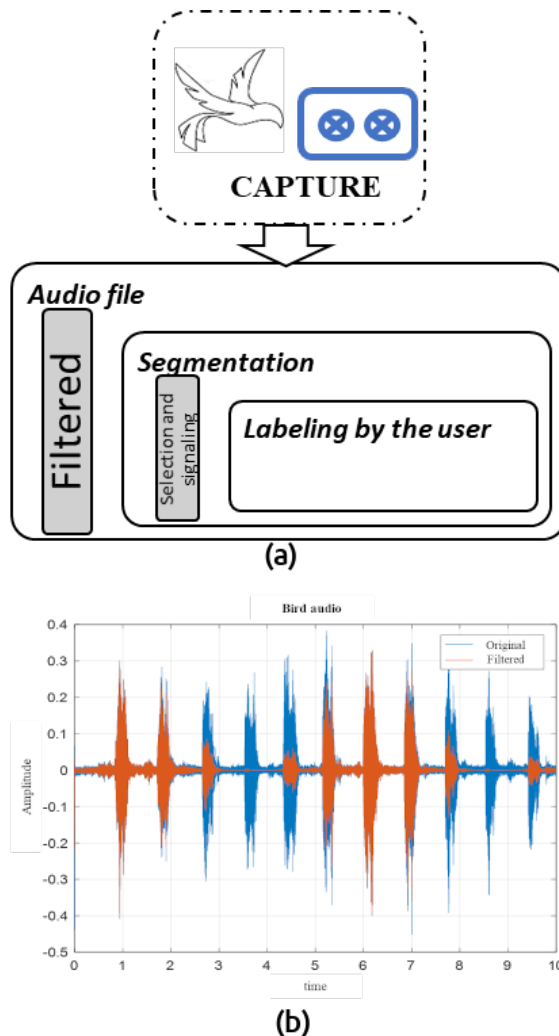 CAPTURE
Audio file
Filtered
Segmentation
Selection and
signaling
Labeling by the user
(a)
Bird audio
Original
Filtered
0.4
0.3
0.2
0.1
0
-0.1
-0.2
-0.3
-0.4
-0.5
Amplitude
0 1 2 3 4 5 6 7 8 9 10
time
(b)